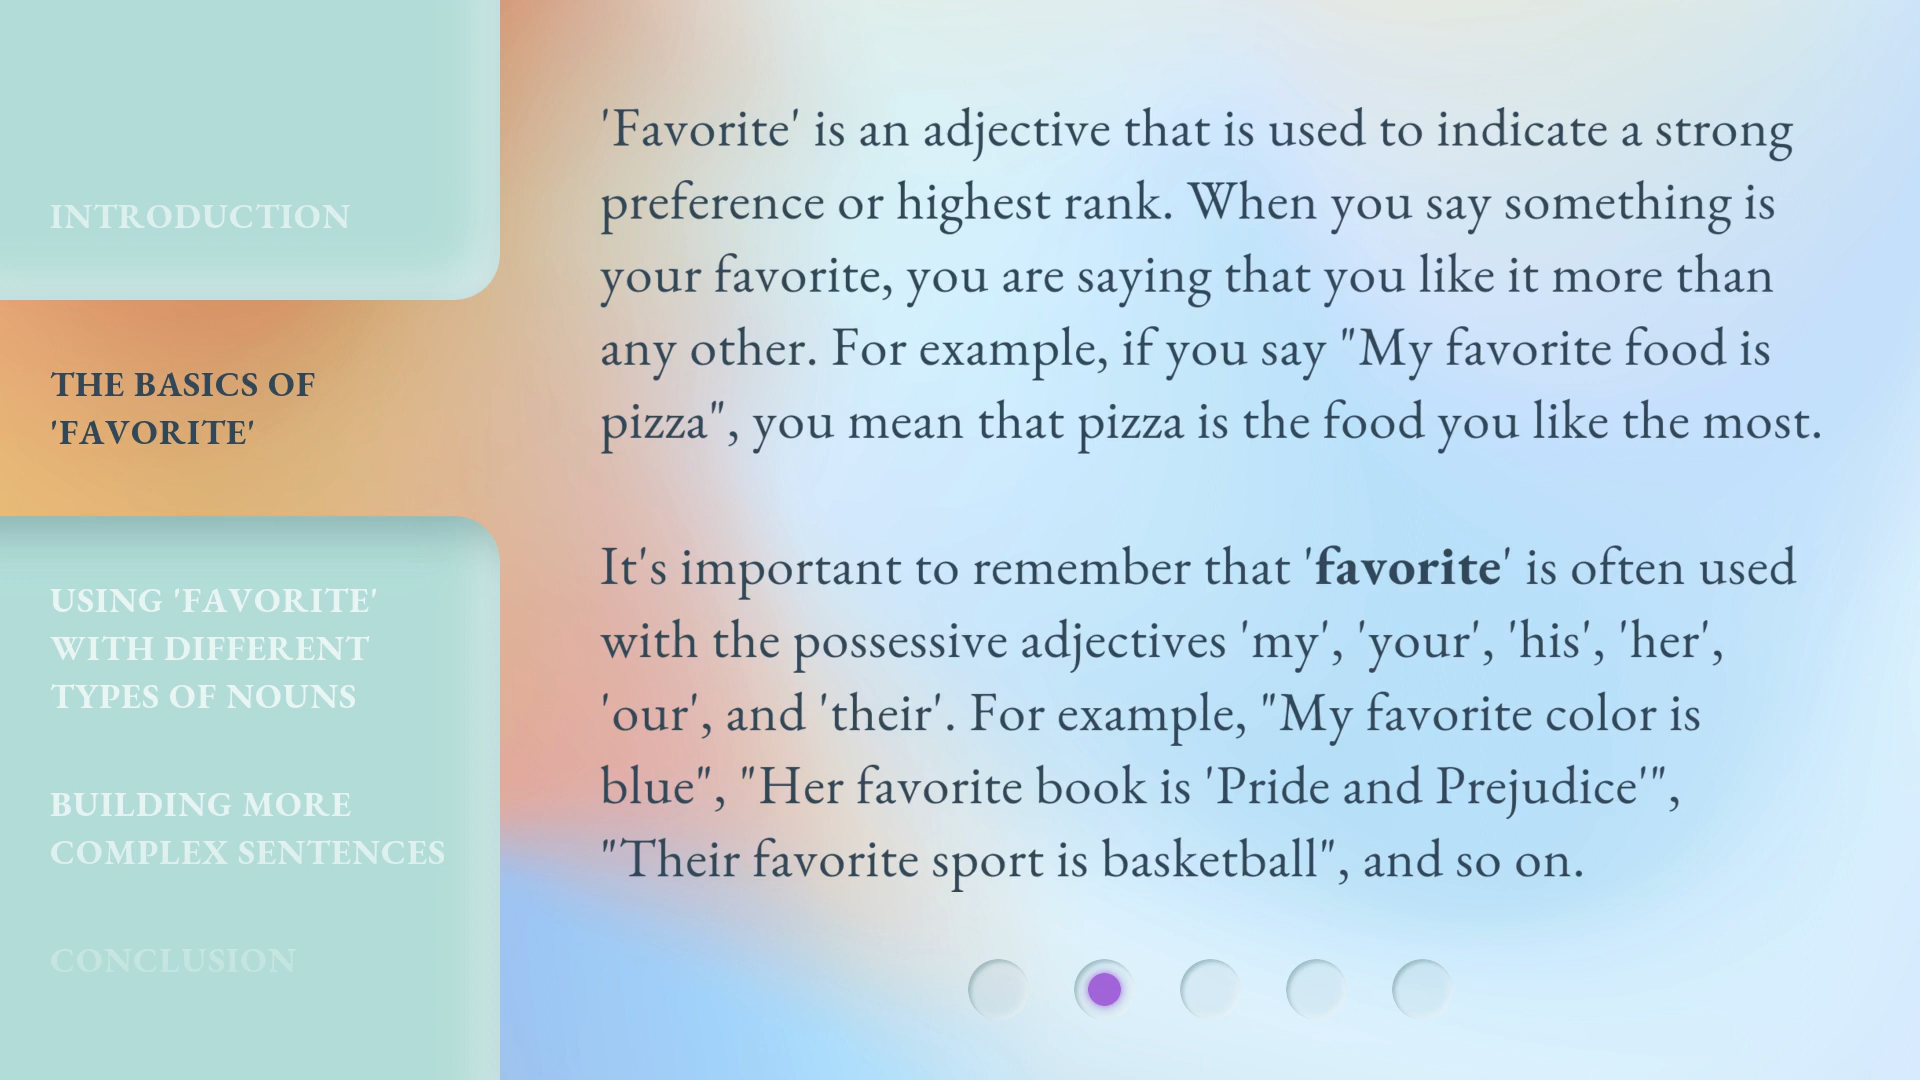 INTRODUCTION
THE BASICS OF
'FAVORITE'
USING 'FAVORITE'
WITH DIFFERENT
TYPES OF NOUNS
BUILDING MORE
COMPLEX SENTENCES
CONCLUSION
'Favorite' is an adjective that is used to indicate a strong
preference or highest rank. When you say something is
your favorite, you are saying that you like it more than
any other. For example, if you say "My favorite food is
pizza", you mean that pizza is the food you like the most.
It's important to remember that 'favorite' is often used
with the possessive adjectives 'my', 'your', 'his', 'her',
'our', and 'their'. For example, "My favorite color is
blue", "Her favorite book is 'Pride and Prejudice'",
"Their favorite sport is basketball", and so on.